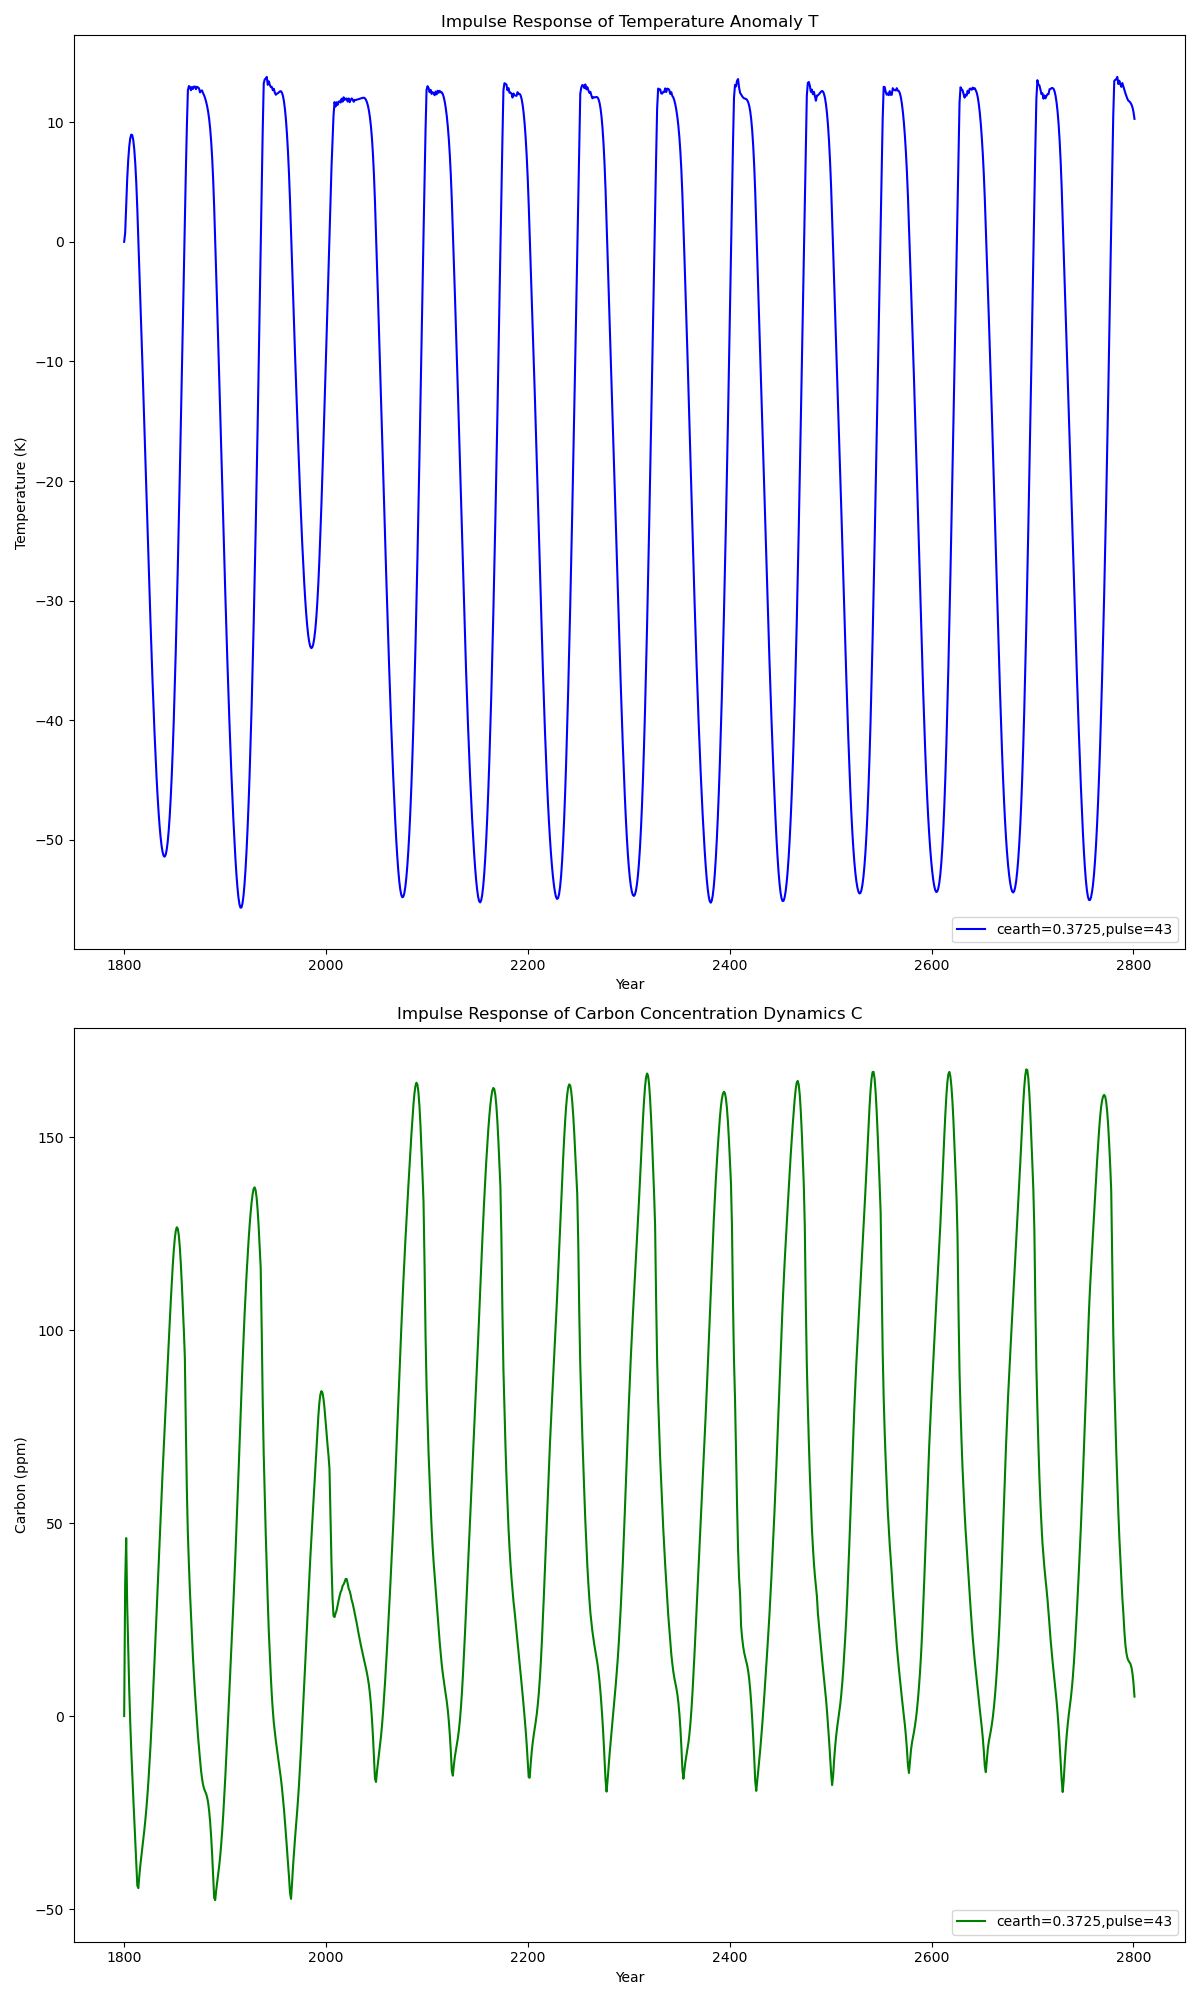 Impulse Response of Temperature Anomaly T
10
0
−10
−20
−30
−40
−50
Temperature (K)
cearth=0.3725,pulse=43
1800 2000 2200 2400 2600 2800
Year
Impulse Response of Carbon Concentration Dynamics C
150
100
50
0
−50
Carbon (ppm)
cearth=0.3725,pulse=43
1800 2000 2200 2400 2600 2800
Year